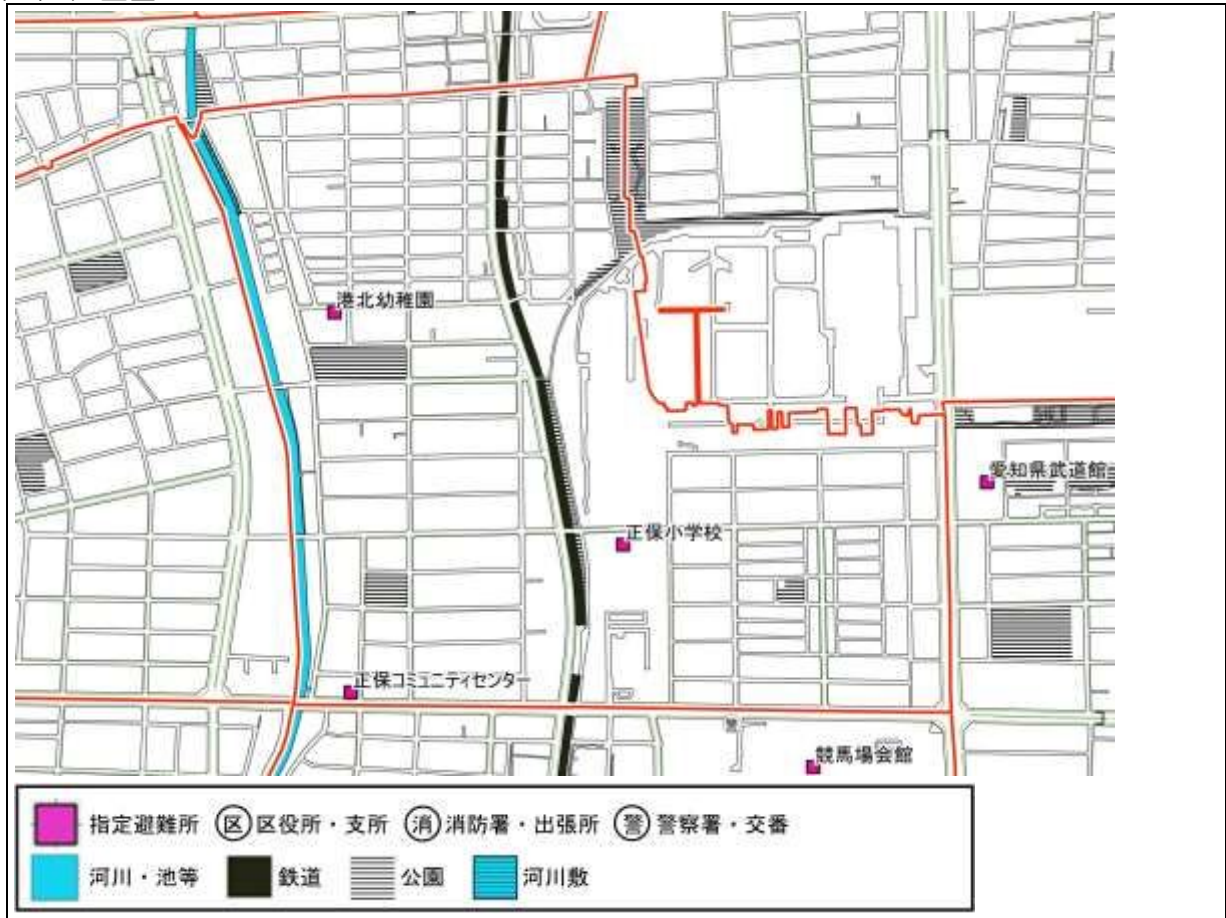 港北幼稚園
愛知県武道館
正保小学校
正保コミュニティセンター
警
競馬場会館
指定避難所 区 区役所・支所 消 消防署・出張所 警 警察署・交番
河川・池等 鉄道 公園 河川敷